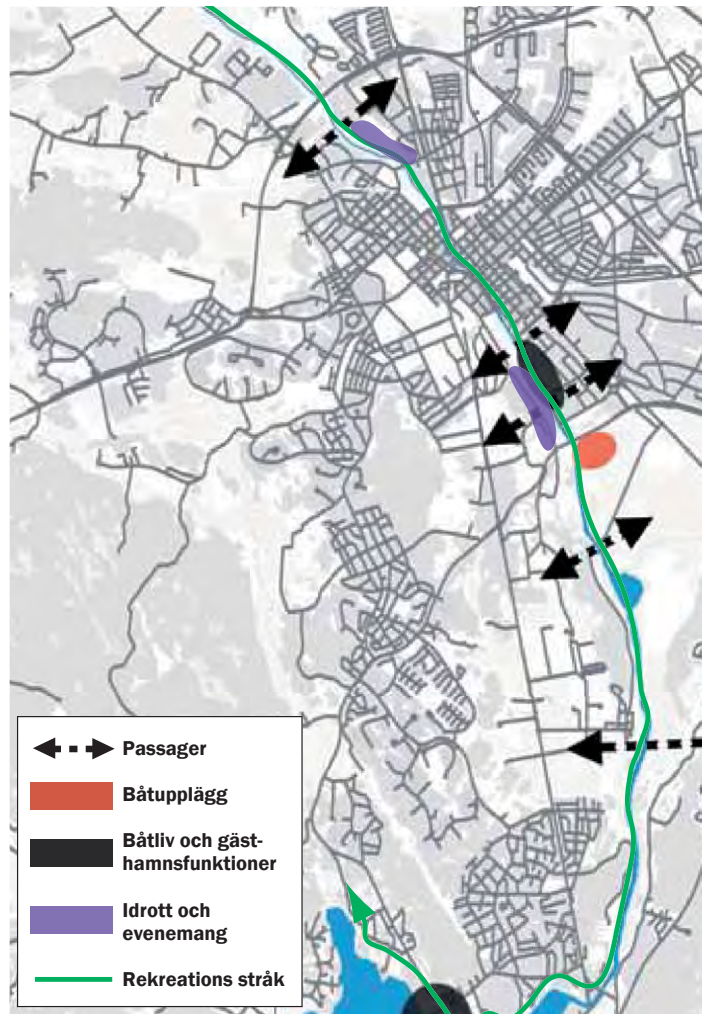 Passager
Båtupplägg
Båtliv och gäst-
hamnsfunktioner
Idrott och
evenemang
Rekreations stråk